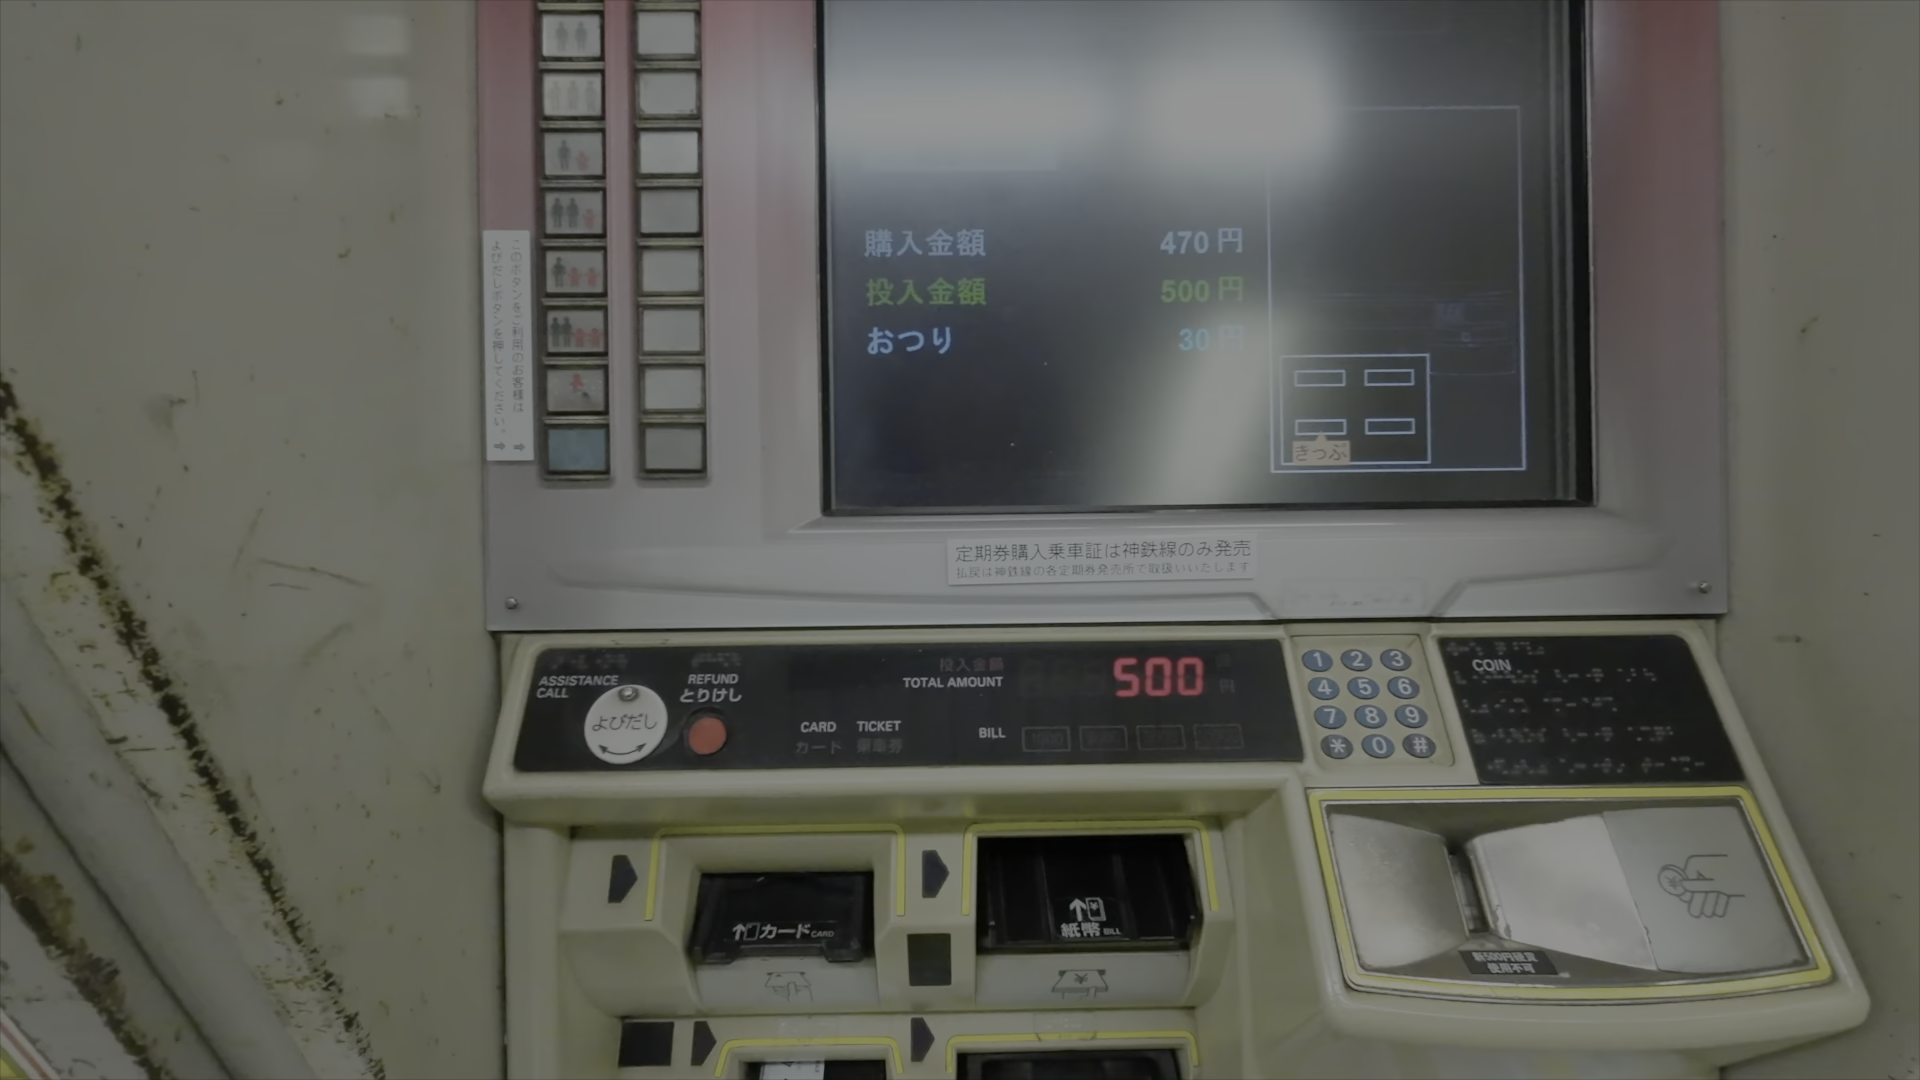 このボタンをご利用のお客様は
よびだしボタンを押してください。
購入金額 470円
投入金額 500円
おつり 30円
きっぷ
定期券購入乗車証は神鉄線のみ発売
払戻は神鉄線の各定期券発売所で取扱いいたします
ASSISTANCE CALL
よびだし
REFUND
とりけし
投入金額
TOTAL AMOUNT 500 円
CARD TICKET
カード 乗車券
BILL
1 2 3
4 5 6
7 8 9
* 0 #
COIN
カード CARD
紙幣 BILL
新500円硬貨
使用不可